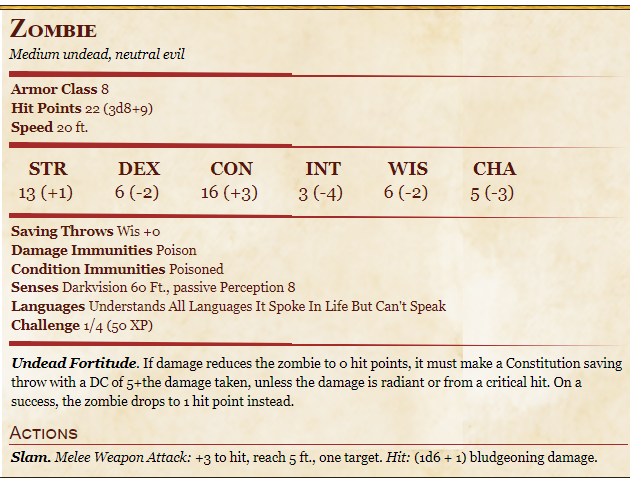 Zombie
Medium undead, neutral evil
Armor Class 8
Hit Points 22 (3d8+9)
Speed 20 ft.
STR DEX CON INT WIS CHA
13 (+1) 6 (-2) 16 (+3) 3 (-4) 6 (-2) 5 (-3)
Saving Throws Wis +0
Damage Immunities Poison
Condition Immunities Poisoned
Senses Darkvision 60 Ft., passive Perception 8
Languages Understands All Languages It Spoke In Life But Can't Speak
Challenge 1/4 (50 XP)
Undead Fortitude. If damage reduces the zombie to 0 hit points, it must make a Constitution saving
throw with a DC of 5+the damage taken, unless the damage is radiant or from a critical hit. On a
success, the zombie drops to 1 hit point instead.
Actions
Slam. Melee Weapon Attack: +3 to hit, reach 5 ft., one target. Hit: (1d6 + 1) bludgeoning damage.